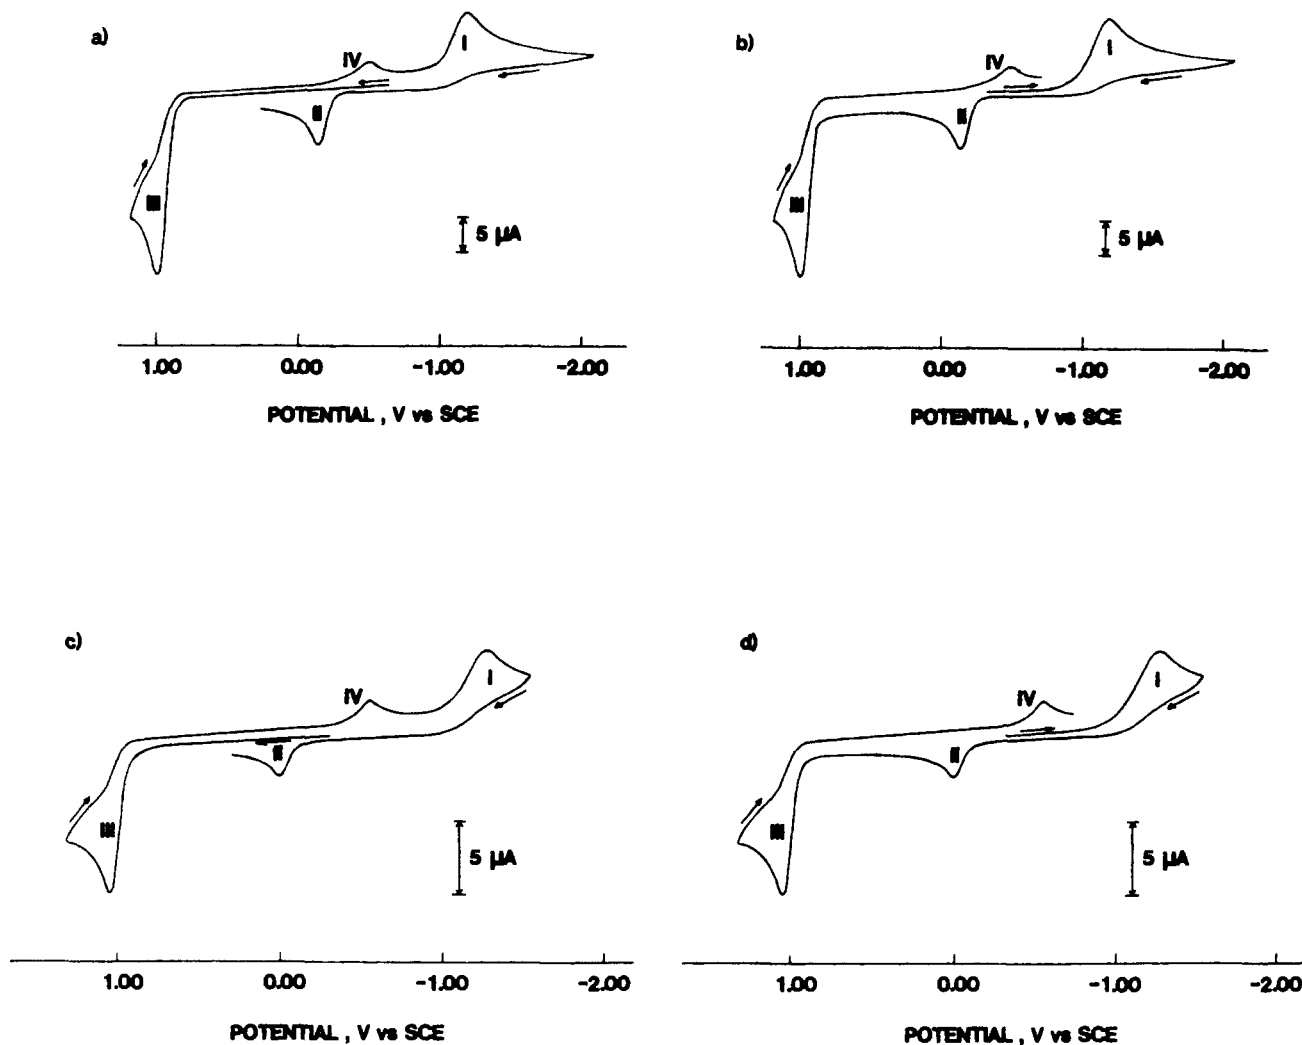 a)
IV
I
II
III
5 μA
1.00 0.00 -1.00 -2.00
POTENTIAL , V vs SCE
b)
IV
I
II
III
5 μA
1.00 0.00 -1.00 -2.00
POTENTIAL , V vs SCE
c)
IV
I
II
III
5 μA
1.00 0.00 -1.00 -2.00
POTENTIAL , V vs SCE
d)
IV
I
II
III
5 μA
1.00 0.00 -1.00 -2.00
POTENTIAL , V vs SCE